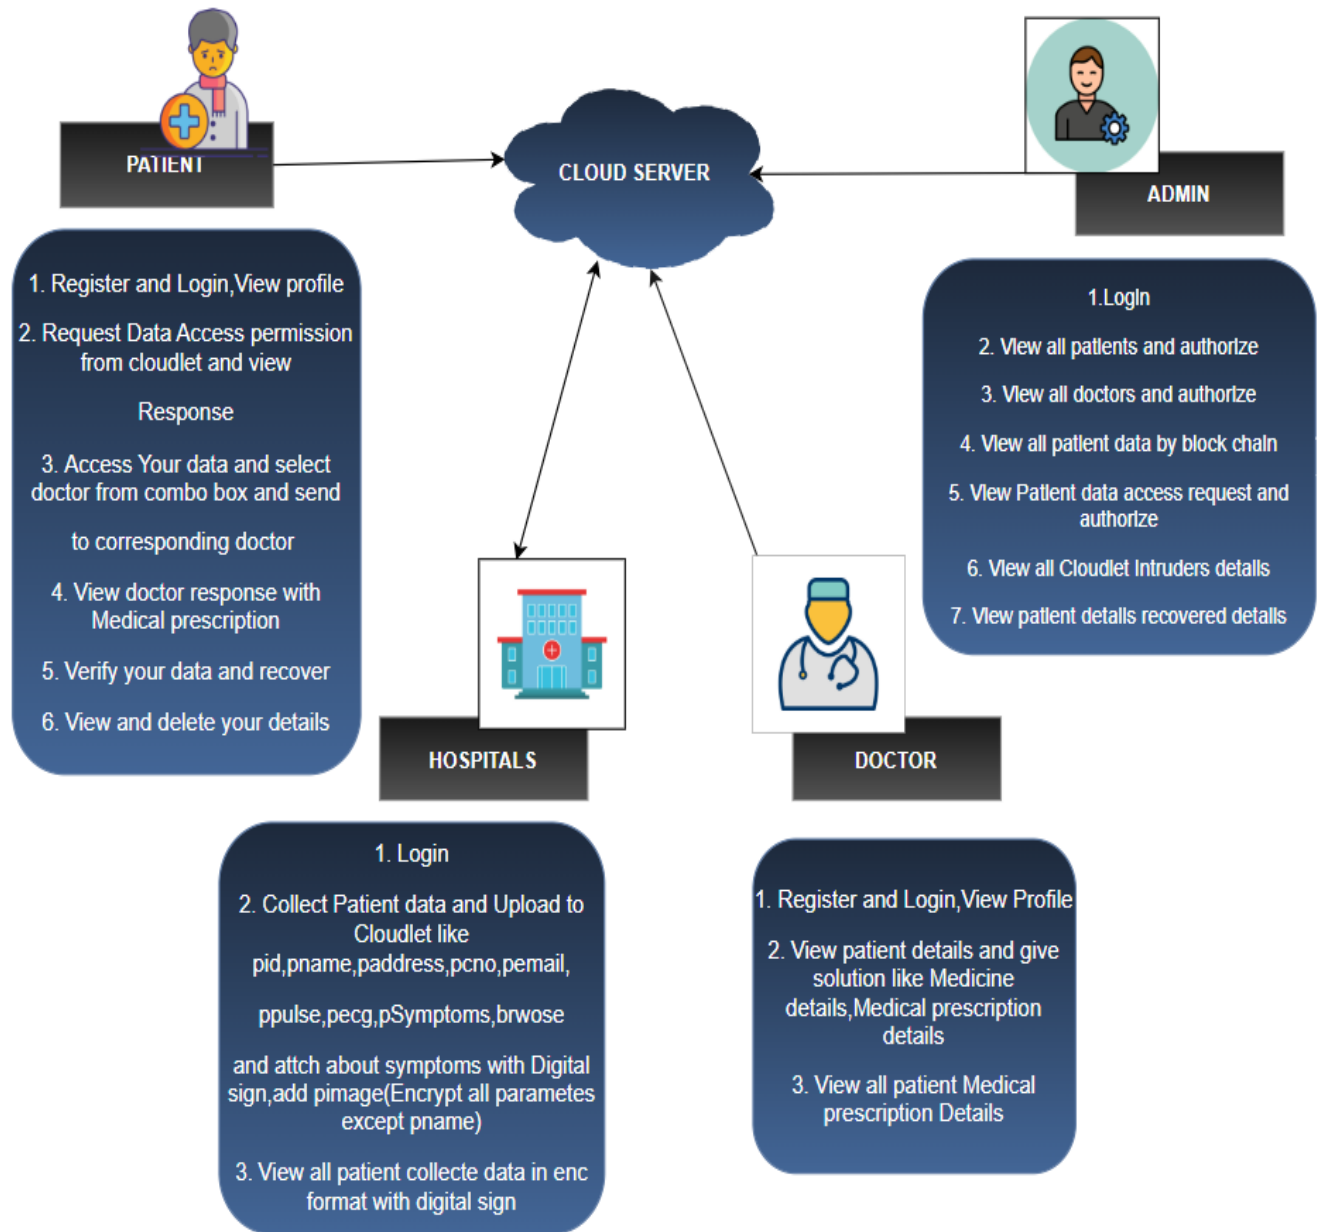 PATIENT
CLOUD SERVER
ADMIN
1. Register and Login,View profile
2. Request Data Access permission
from cloudlet and view
Response
3. Access Your data and select
doctor from combo box and send
to corresponding doctor
4. View doctor response with
Medical prescription
5. Verify your data and recover
6. View and delete your details
1.Login
2. View all patients and authorize
3. View all doctors and authorize
4. View all patient data by block chain
5. View Patient data access request and
authorize
6. View all Cloudlet Intruders details
7. View patient details recovered details
HOSPITALS
DOCTOR
1. Login
2. Collect Patient data and Upload to
Cloudlet like
pid,pname,paddress,pcno,pemail,
ppulse,pecg,pSymptoms,brwose
and attch about symptoms with Digital
sign,add pimage(Encrypt all parametes
except pname)
3. View all patient collecte data in enc
format with digital sign
1. Register and Login,View Profile
2. View patient details and give
solution like Medicine
details,Medical prescription
details
3. View all patient Medical
prescription Details